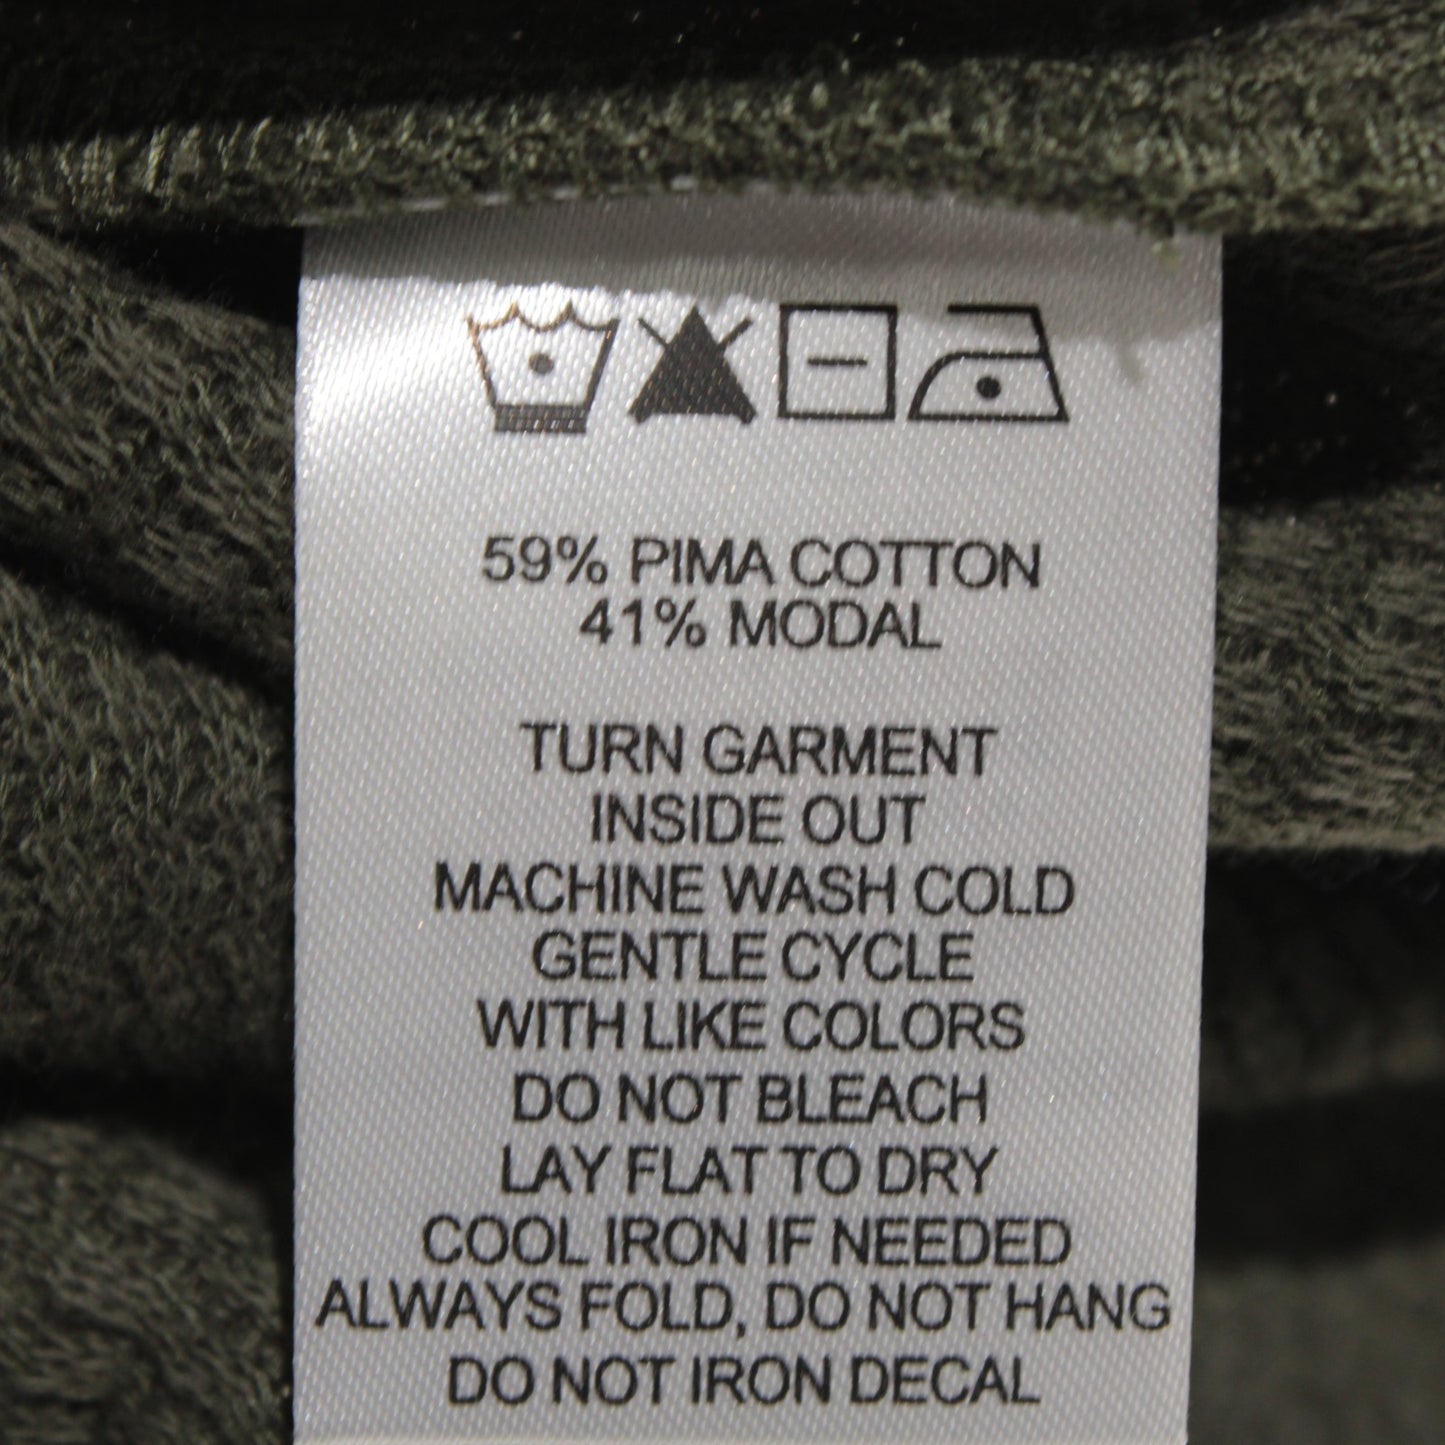 59% PIMA COTTON
41% MODAL
TURN GARMENT
INSIDE OUT
MACHINE WASH COLD
GENTLE CYCLE
WITH LIKE COLORS
DO NOT BLEACH
LAY FLAT TO DRY
COOL IRON IF NEEDED
ALWAYS FOLD, DO NOT HANG
DO NOT IRON DECAL